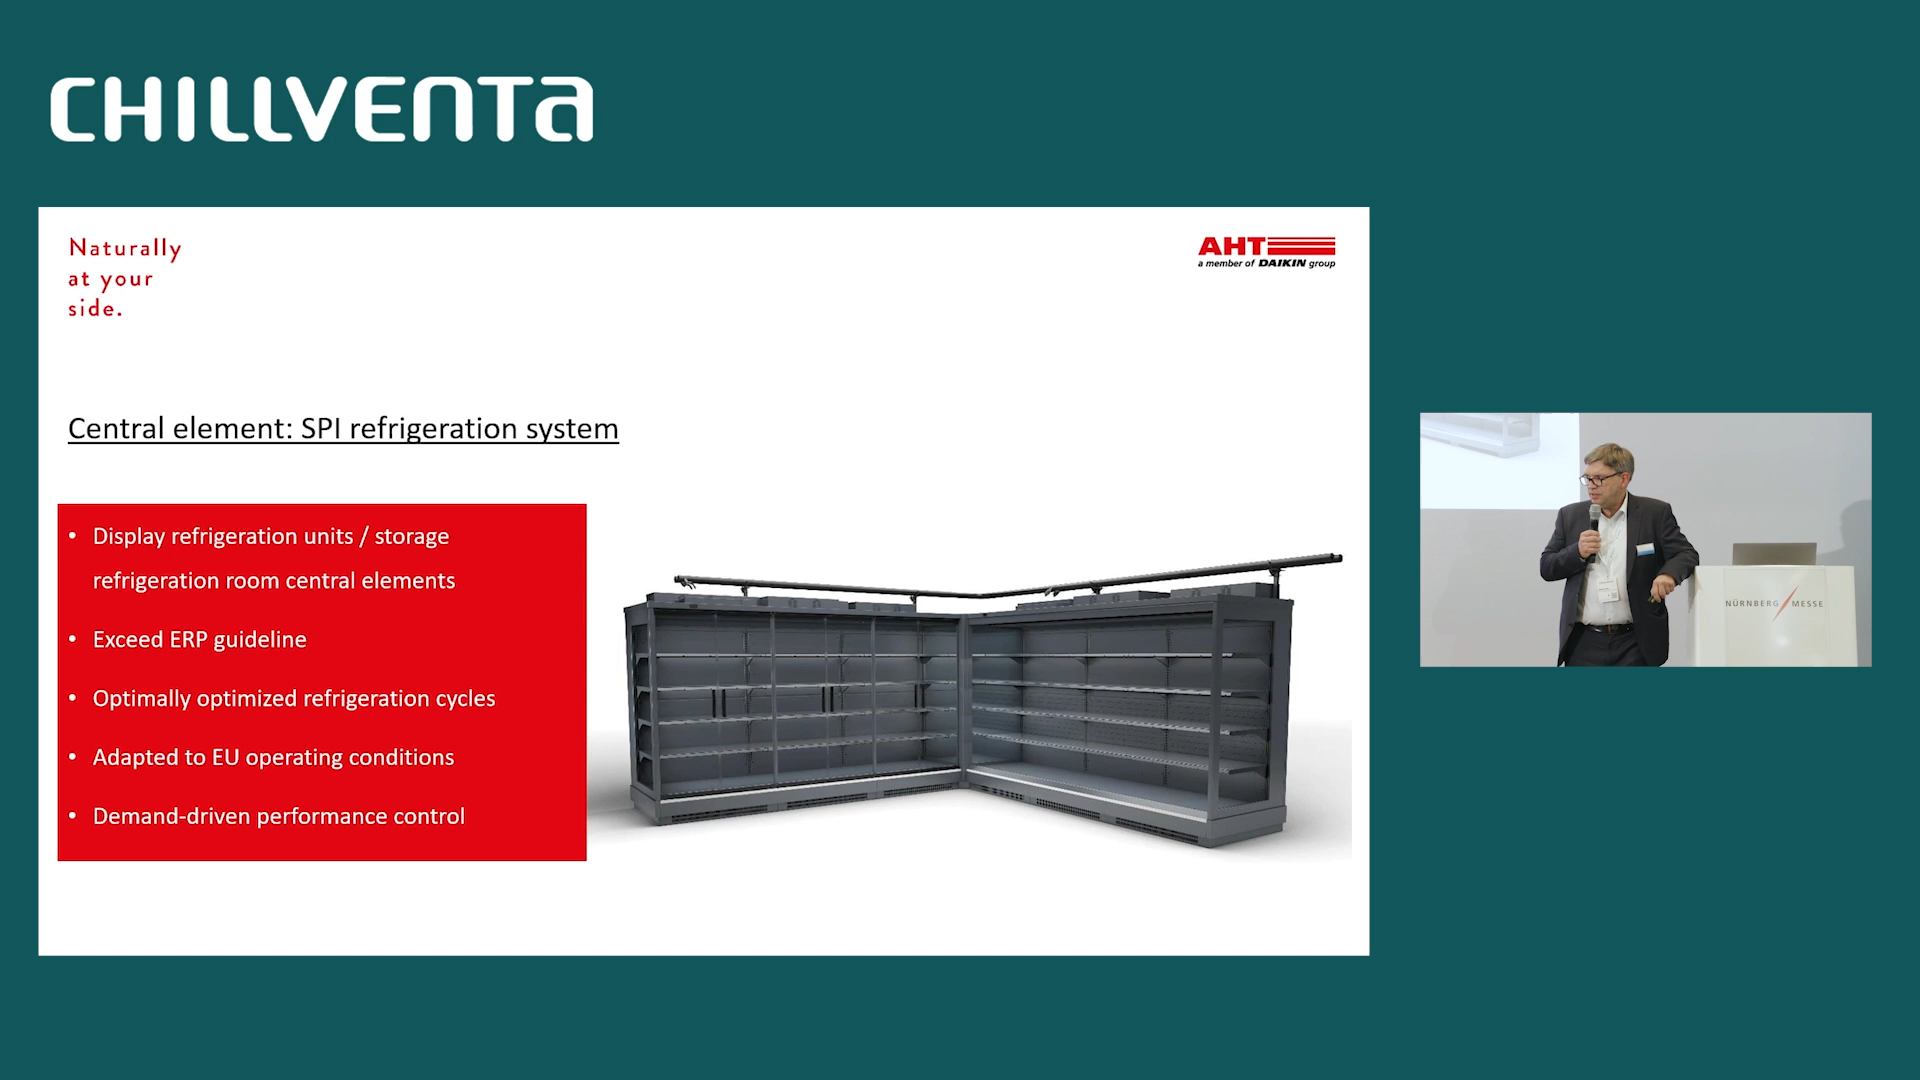 CHILLVENTA
Naturally
at your
side.
AHT
a member of DAIKIN group
Central element: SPI refrigeration system
• Display refrigeration units / storage
refrigeration room central elements
• Exceed ERP guideline
• Optimally optimized refrigeration cycles
• Adapted to EU operating conditions
• Demand-driven performance control
NÜRNBERG MESSE